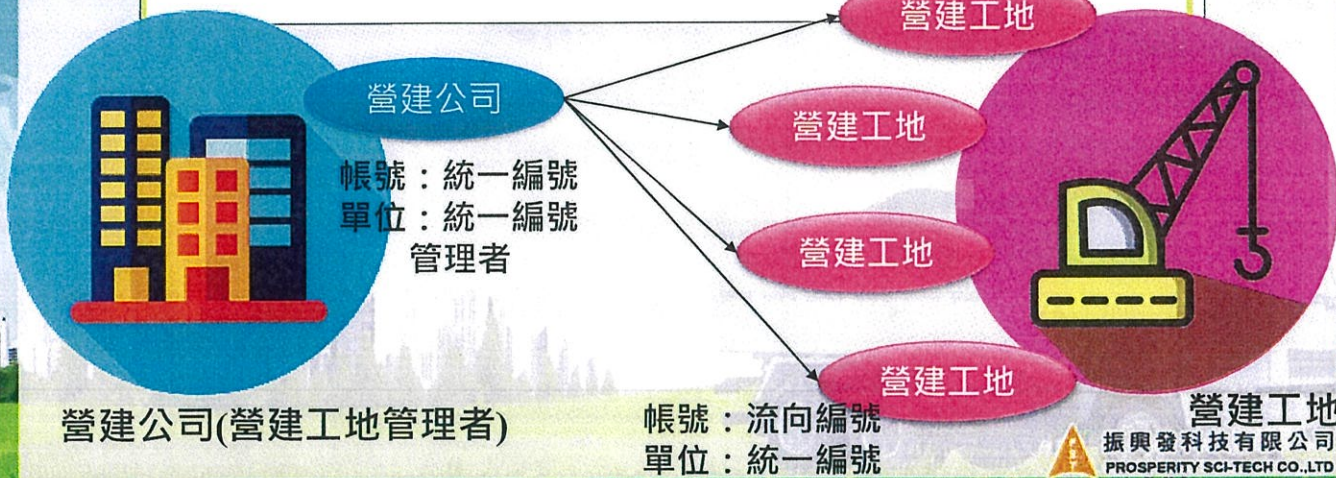 營建工地
營建公司
營建工地
帳號：統一編號
單位：統一編號
管理者
營建工地
營建工地
營建公司(營建工地管理者)
帳號：流向編號
單位：統一編號
營建工地
振興發科技有限公司
PROSPERITY SCI-TECH CO.,LTD